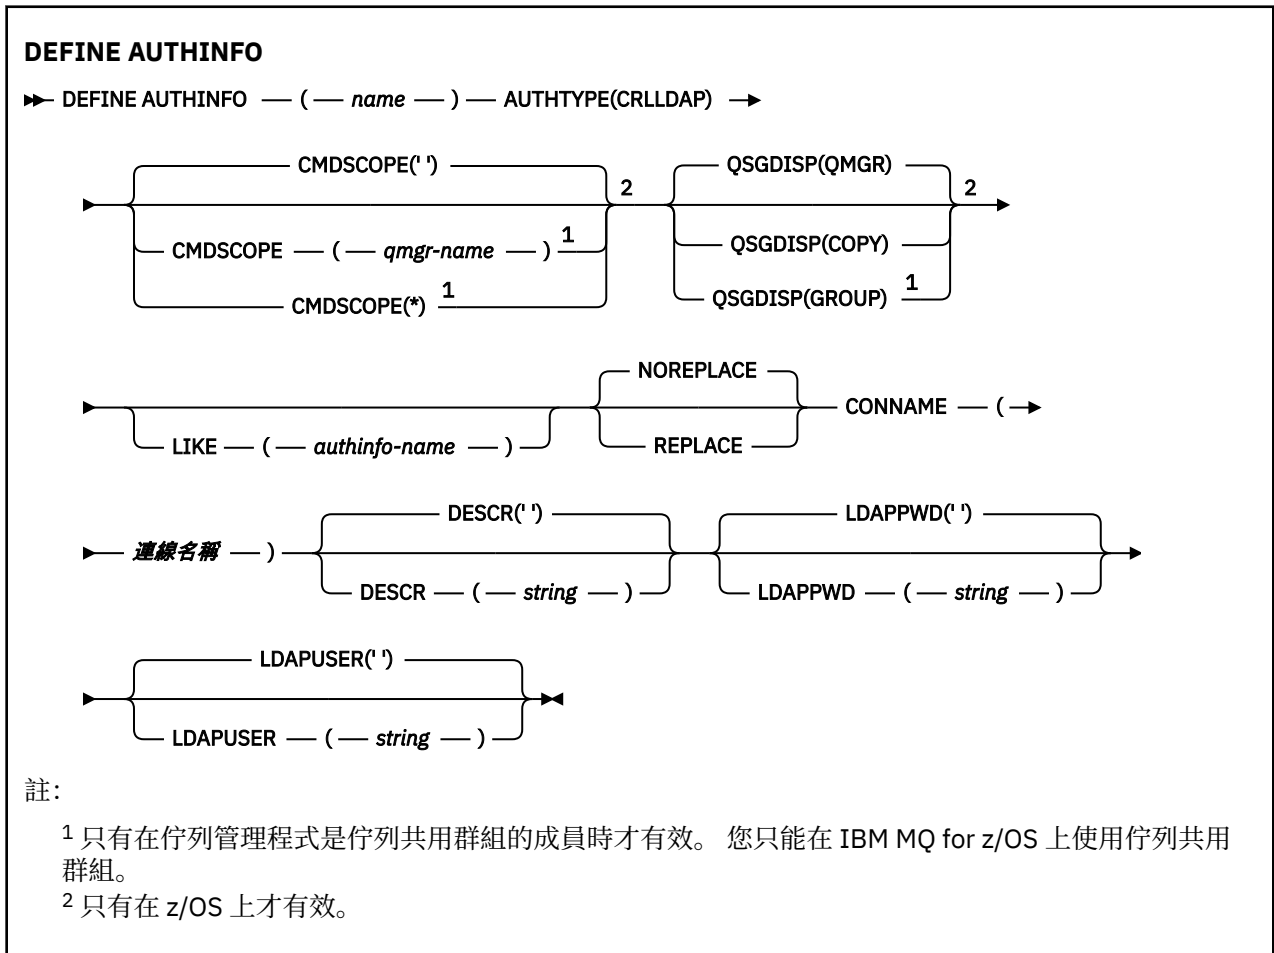 DEFINE AUTHINFO
DEFINE AUTHINFO ( name ) AUTHTYPE(CRLLDAP)
CMDSCOPE(' ') QSGDISP(QMGR)
2 2
CMDSCOPE ( qmgr-name ) 1 QSGDISP(COPY)
CMDSCOPE(*) 1 QSGDISP(GROUP) 1
NOREPLACE
CONNAME (
LIKE ( authinfo-name ) REPLACE
DESCR(' ') LDAPPWD(' ')
連線名稱 )
DESCR ( string ) LDAPPWD ( string )
LDAPUSER(' ')
LDAPUSER ( string )
註:
1 只有在佇列管理程式是佇列共用群組的成員時才有效。 您只能在 IBM MQ for z/OS 上使用佇列共用
群組。
2 只有在 z/OS 上才有效。